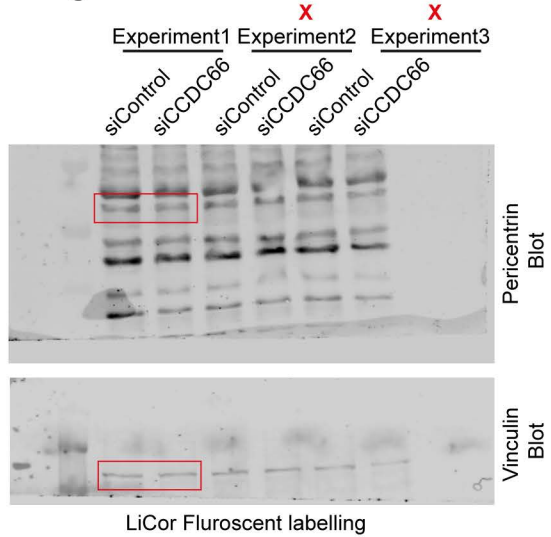 X X
Experiment1 Experiment2 Experiment3
siControl siCCDC66 siControl siCCDC66 siControl siCCDC66
Pericentrin
Blot
Vinculin
Blot
LiCor Fluroscent labelling